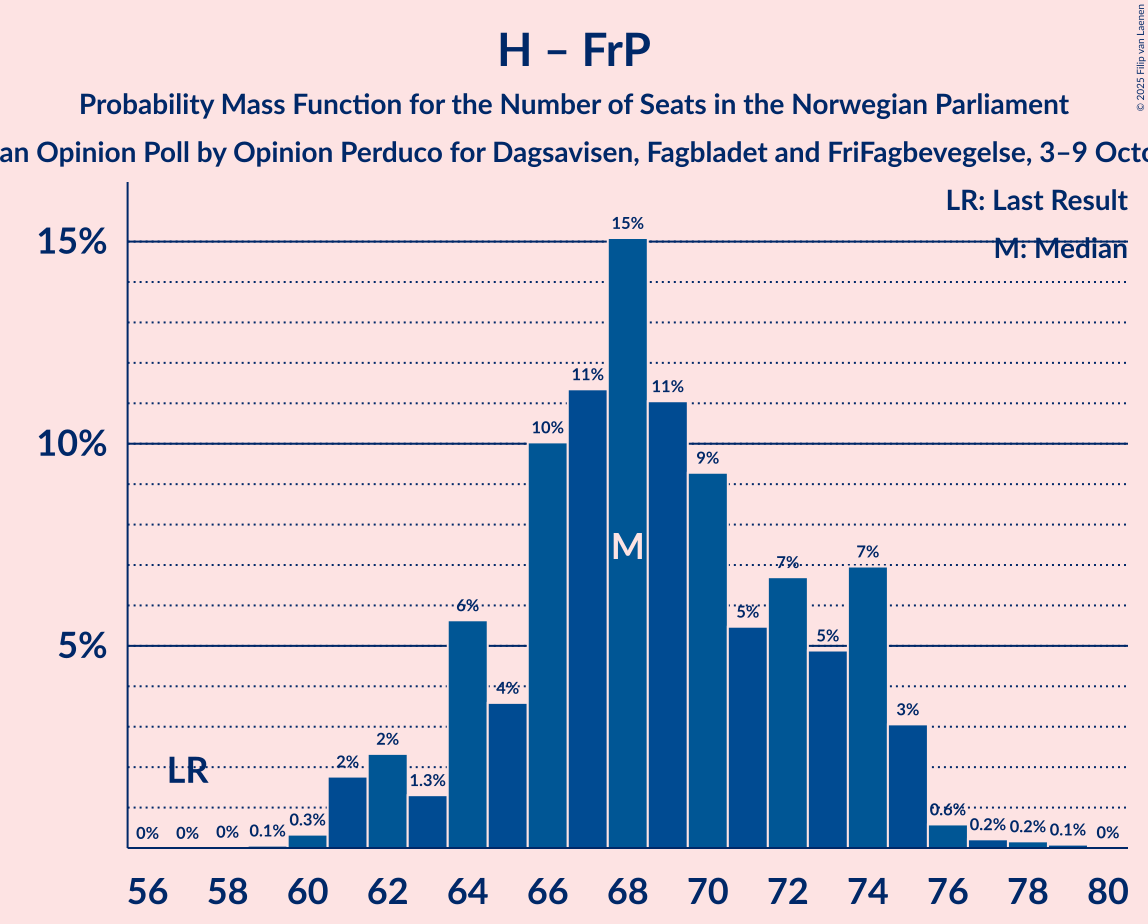 H – FrP
Probability Mass Function for the Number of Seats in the Norwegian Parliament
an Opinion Poll by Opinion Perduco for Dagsavisen, Fagbladet and FriFagbevegelse, 3–9
© 2025 Filip van Laenen
LR: Last Result
M: Median
15%
10%
5%
0% 0% 0% 0.1% 0.3% 2% 2% 1.3% 6% 4% 10% 11% 15% 11% 9% 5% 7% 5% 7% 3% 0.6% 0.2% 0.2% 0.1% 0%
LR
M
56 58 60 62 64 66 68 70 72 74 76 78 80